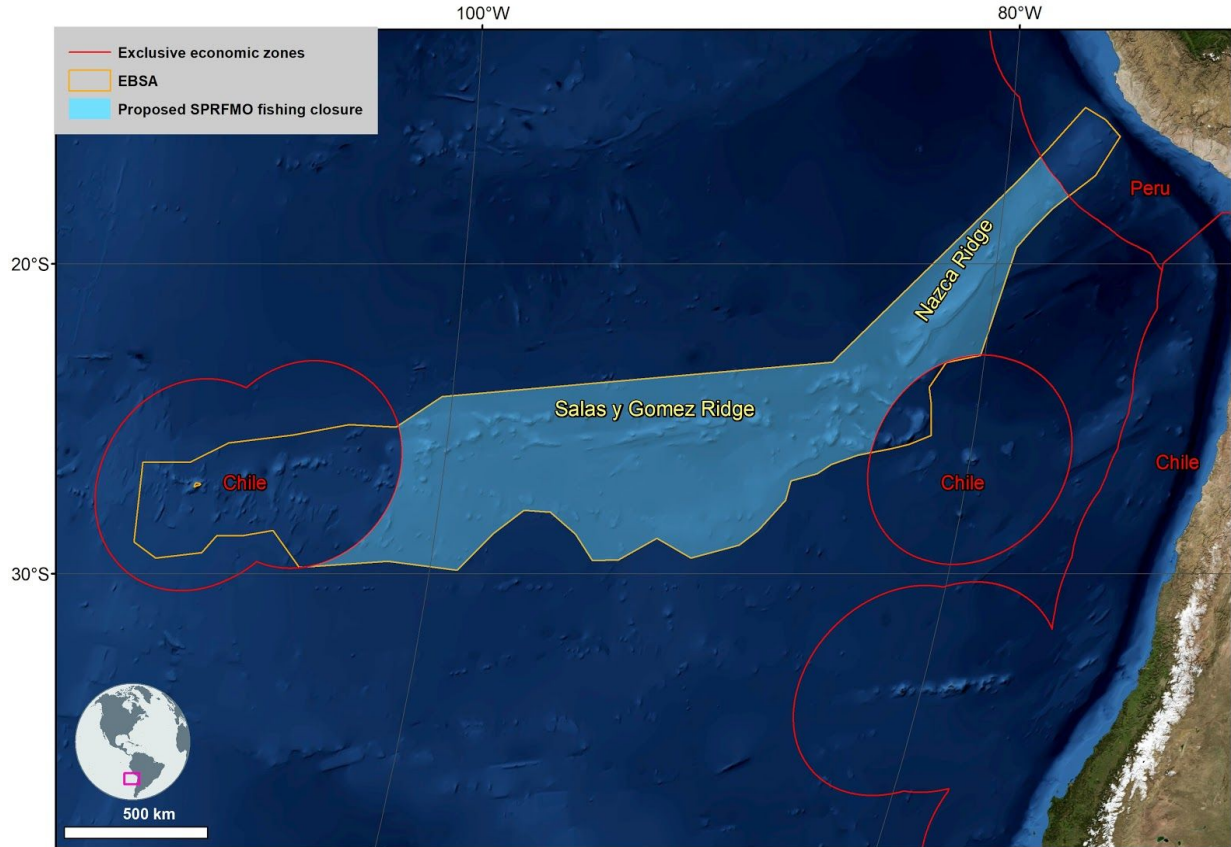 100°W
80°W
Exclusive economic zones
EBSA
Proposed SPRFMO fishing closure
Peru
Nazca Ridge
20°S
Salas y Gomez Ridge
Chile
Chile
Chile
30°S
500 km